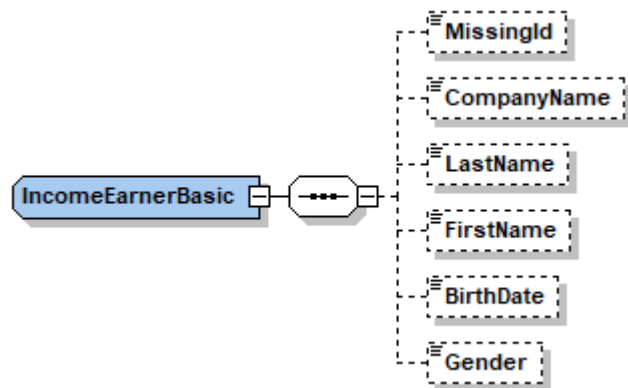 MissingId
CompanyName
LastName
IncomeEarnerBasic
FirstName
BirthDate
Gender